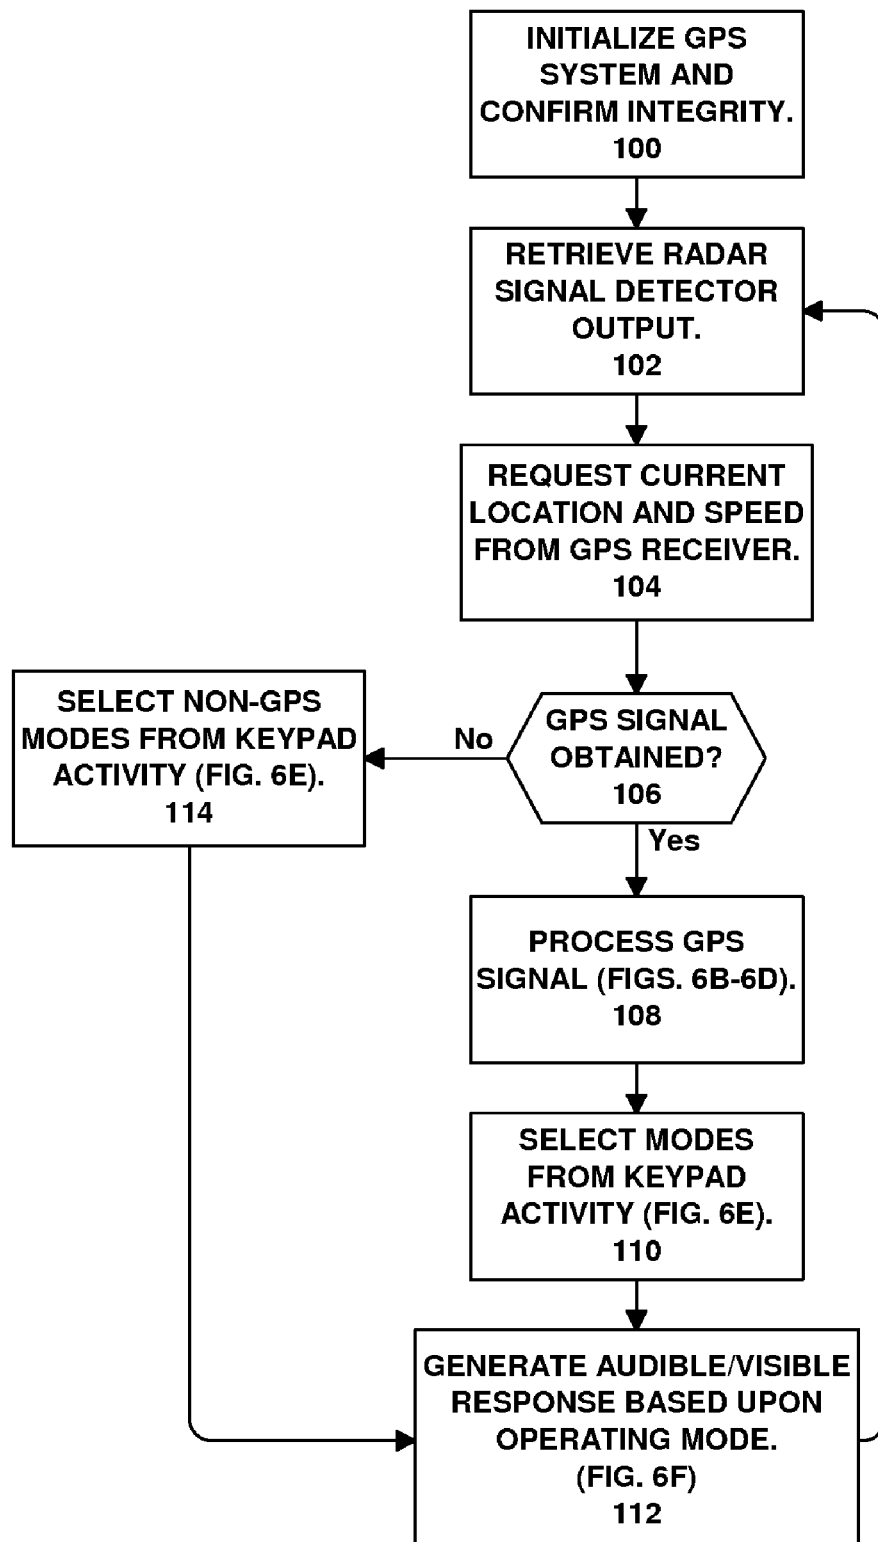 INITIALIZE GPS
SYSTEM AND
CONFIRM INTEGRITY.
100
RETRIEVE RADAR
SIGNAL DETECTOR
OUTPUT.
102
REQUEST CURRENT
LOCATION AND SPEED
FROM GPS RECEIVER.
104
GPS SIGNAL
OBTAINED?
106
No
SELECT NON-GPS
MODES FROM KEYPAD
ACTIVITY (FIG. 6E).
114
Yes
PROCESS GPS
SIGNAL (FIGS. 6B-6D).
108
SELECT MODES
FROM KEYPAD
ACTIVITY (FIG. 6E).
110
GENERATE AUDIBLE/VISIBLE
RESPONSE BASED UPON
OPERATING MODE.
(FIG. 6F)
112